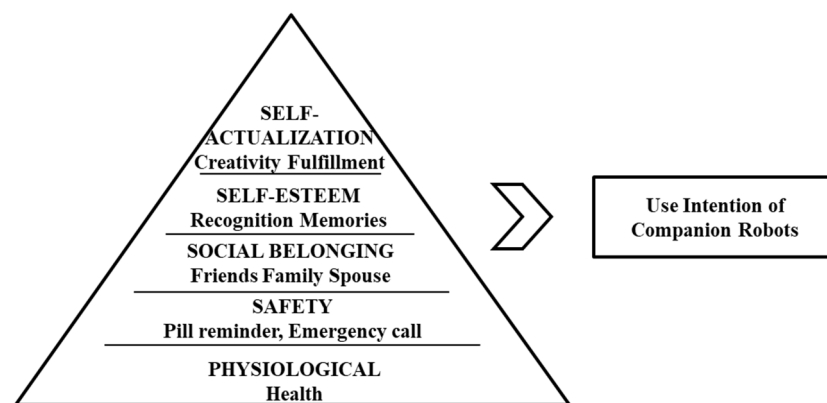 SELF-
ACTUALIZATION
Creativity Fulfillment
SELF-ESTEEM
Recognition Memories
SOCIAL BELONGING
Friends Family Spouse
SAFETY
Pill reminder, Emergency call
PHYSIOLOGICAL
Health
Use Intention of
Companion Robots